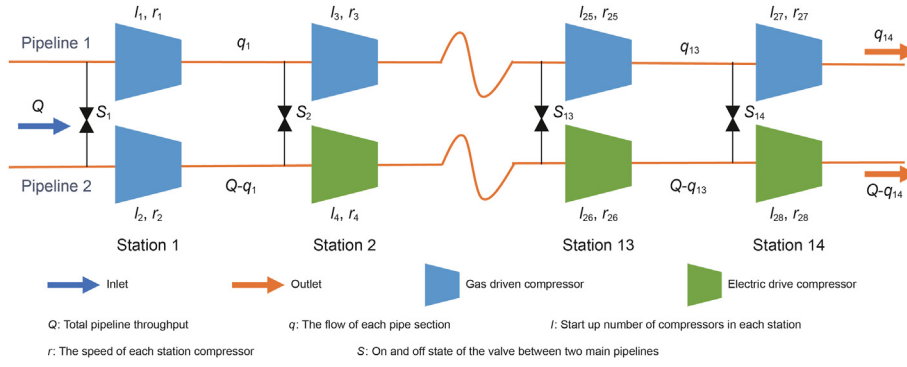 l1, r1
l3, r3
l25, r25
l27, r27
Pipeline 1
q1
q13
q14
Q
S1
S2
S13
S14
Pipeline 2
Q-q1
Q-q13
Q-q14
l2, r2
l4, r4
l26, r26
l28, r28
Station 1
Station 2
Station 13
Station 14
Inlet
Outlet
Gas driven compressor
Electric drive compressor
Q: Total pipeline throughput
q: The flow of each pipe section
l: Start up number of compressors in each station
r: The speed of each station compressor
S: On and off state of the valve between two main pipelines